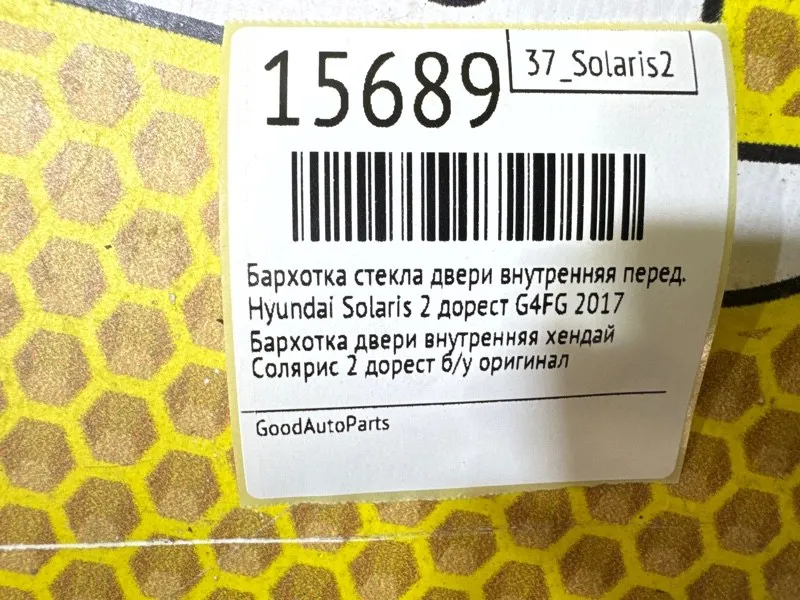 15689
37_Solaris2
Бархотка стекла двери внутренняя перед.
Hyundai Solaris 2 дорест G4FG 2017
Бархотка двери внутренняя хендай
Солярис 2 дорест б/у оригинал
GoodAutoParts